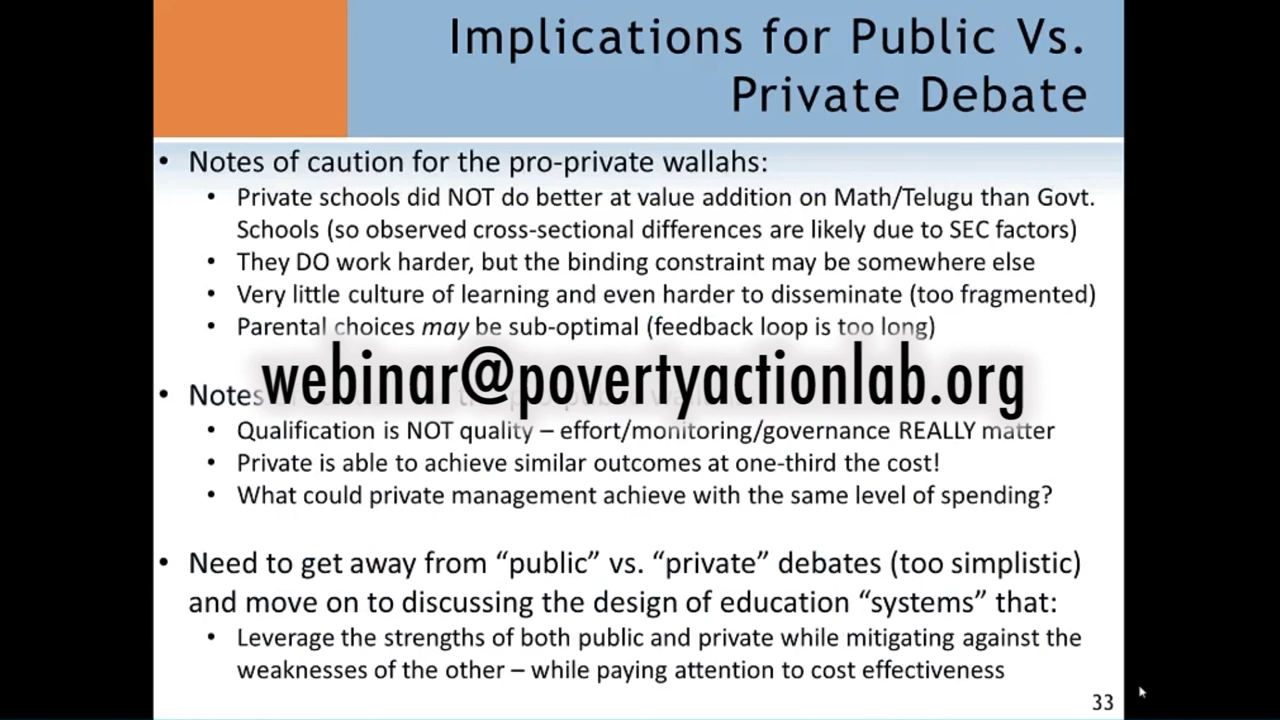 Implications for Public Vs.
Private Debate
• Notes of caution for the pro-private wallahs:
• Private schools did NOT do better at value addition on Math/Telugu than Govt.
Schools (so observed cross-sectional differences are likely due to SEC factors)
• They DO work harder, but the binding constraint may be somewhere else
• Very little culture of learning and even harder to disseminate (too fragmented)
• Parental choices may be sub-optimal (feedback loop is too long)
webinar@povertyactionlab.org
• Notes
• Qualification is NOT quality – effort/monitoring/governance REALLY matter
• Private is able to achieve similar outcomes at one-third the cost!
• What could private management achieve with the same level of spending?
• Need to get away from “public” vs. “private” debates (too simplistic)
and move on to discussing the design of education “systems” that:
• Leverage the strengths of both public and private while mitigating against the
weaknesses of the other – while paying attention to cost effectiveness
33